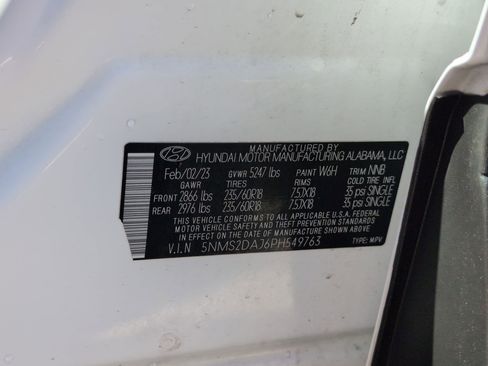 MANUFACTURED BY
HYUNDAI MOTOR MANUFACTURING ALABAMA, LLC
Feb/02/23 GVWR 5247 lbs PAINT W6H TRIM NNB
GAWR TIRES RIMS COLD TIRE INFL
FRONT 2866 lbs 235/60R18 7.5JX18 35 psi SINGLE
REAR 2976 lbs 235/60R18 7.5JX18 35 psi SINGLE
THIS VEHICLE CONFORMS TO ALL APPLICABLE U.S.A. FEDERAL
MOTOR VEHICLE SAFETY AND THEFT PREVENTION STANDARDS
IN EFFECT ON THE DATE OF MANUFACTURE SHOWN ABOVE
V.I.N 5NMS2DAJ6PH549763 TYPE: MPV